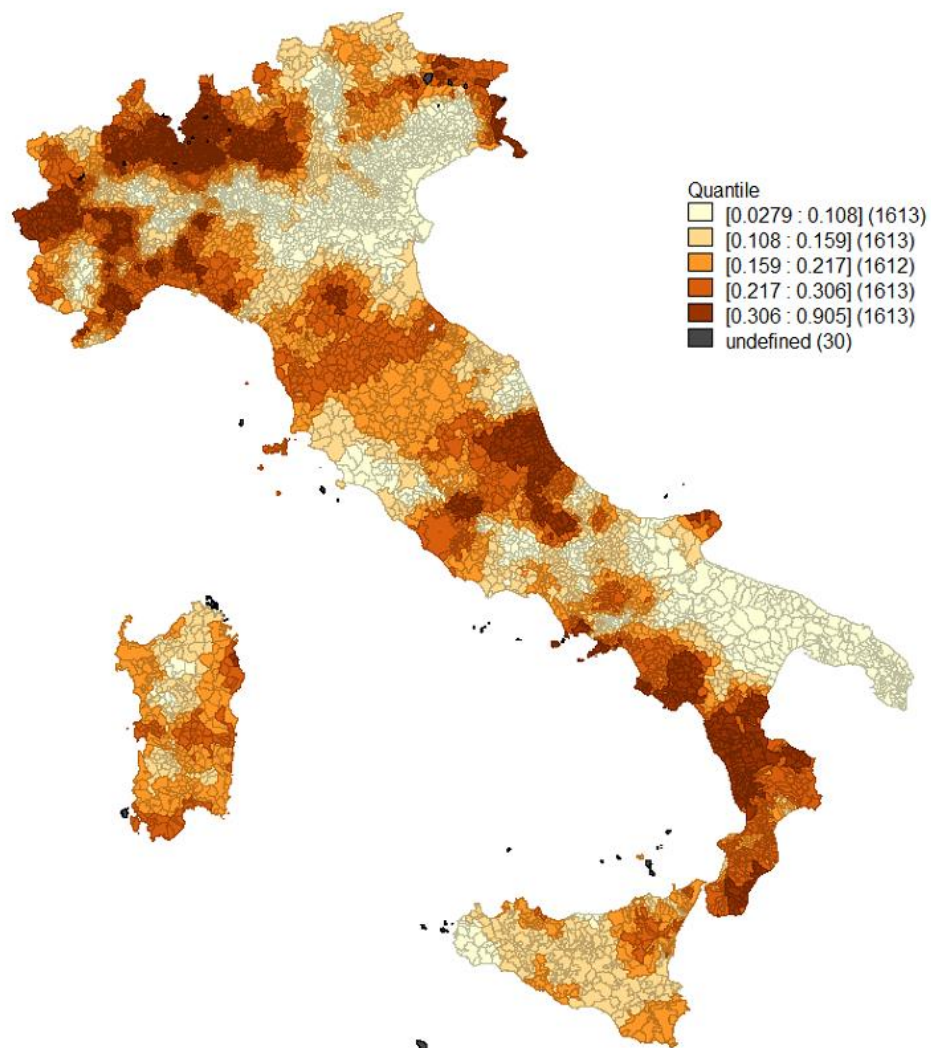 Quantile
[0.0279 : 0.108] (1613)
[0.108 : 0.159] (1613)
[0.159 : 0.217] (1612)
[0.217 : 0.306] (1613)
[0.306 : 0.905] (1613)
undefined (30)